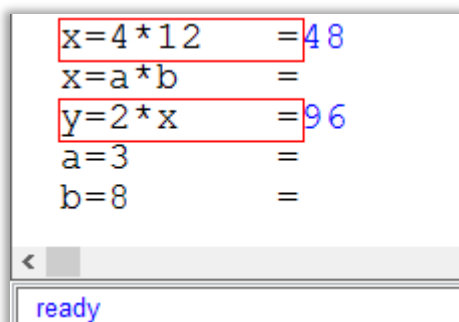 x=4*12 =48
x=a*b =
y=2*x =96
a=3 =
b=8 =
<
ready